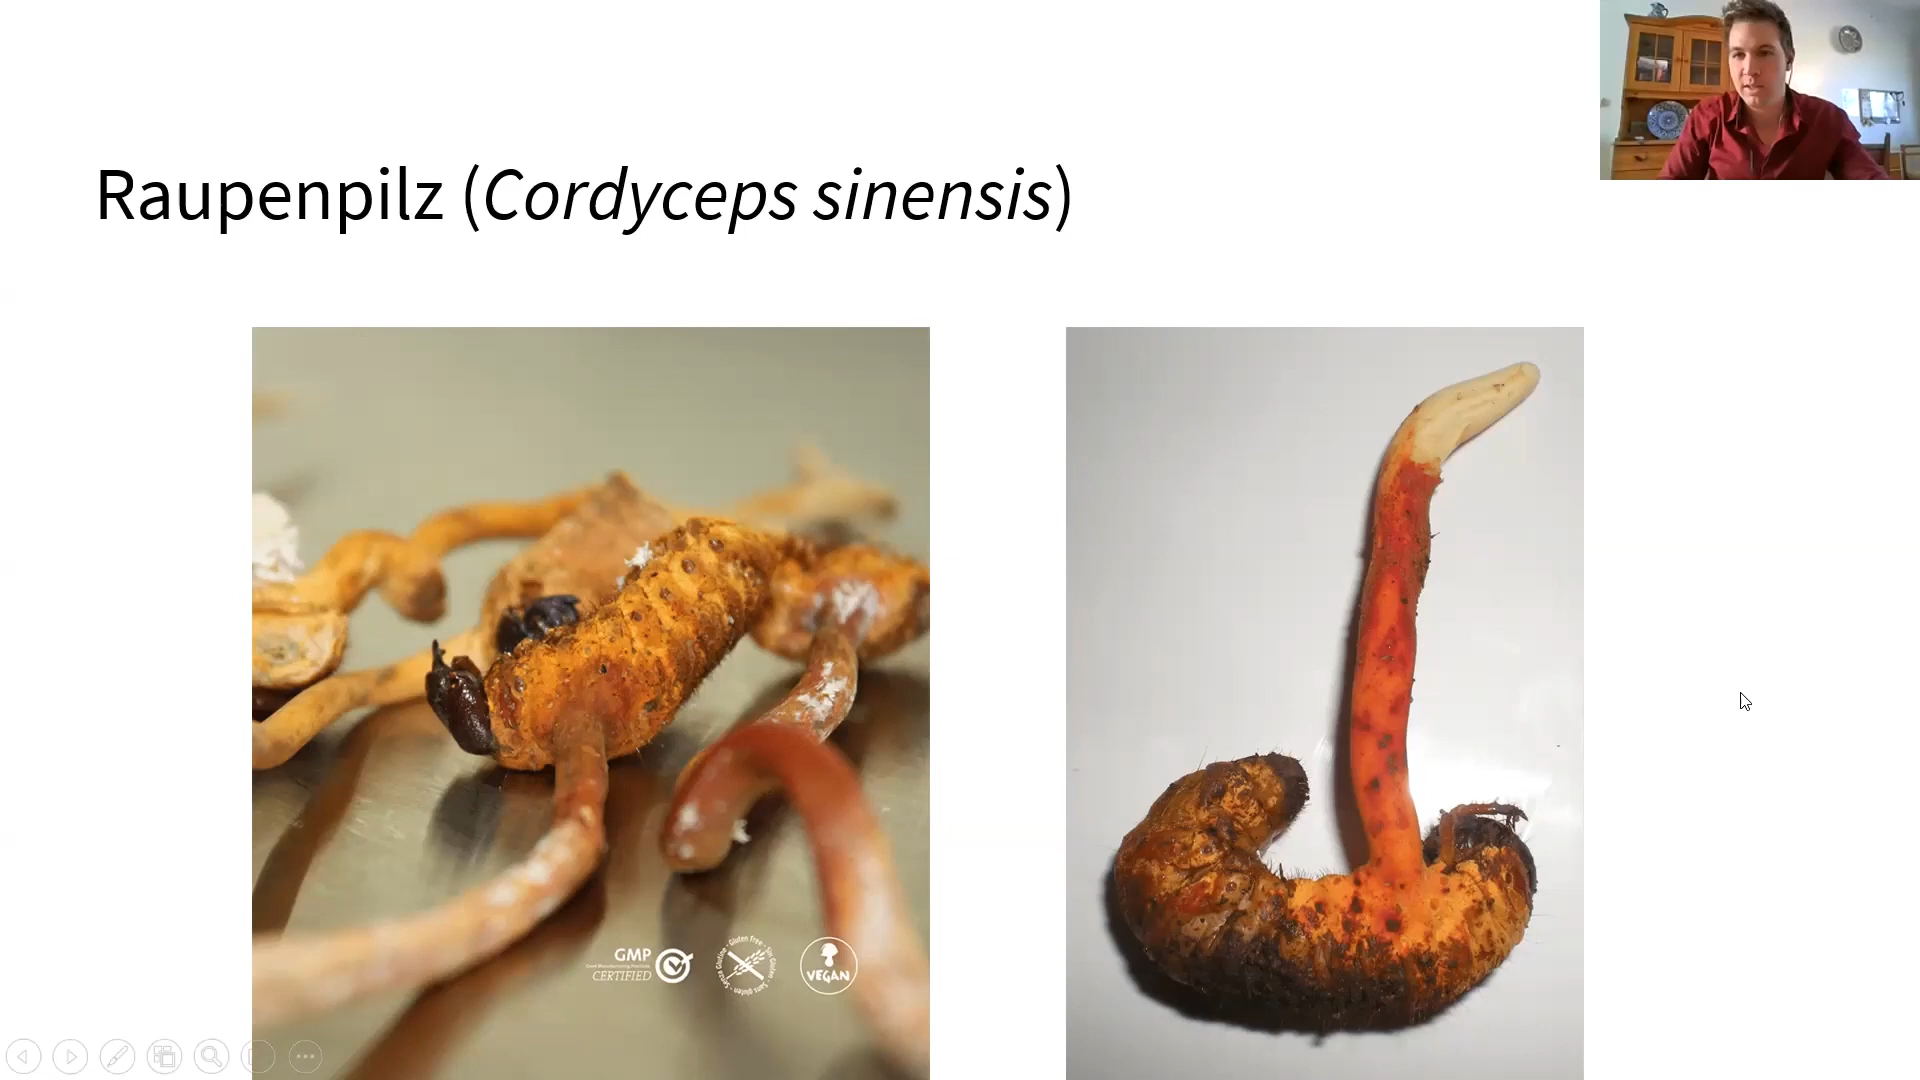 Raupenpilz (Cordyceps sinensis)
GMP
CERTIFIED
Gluten Free
VEGAN